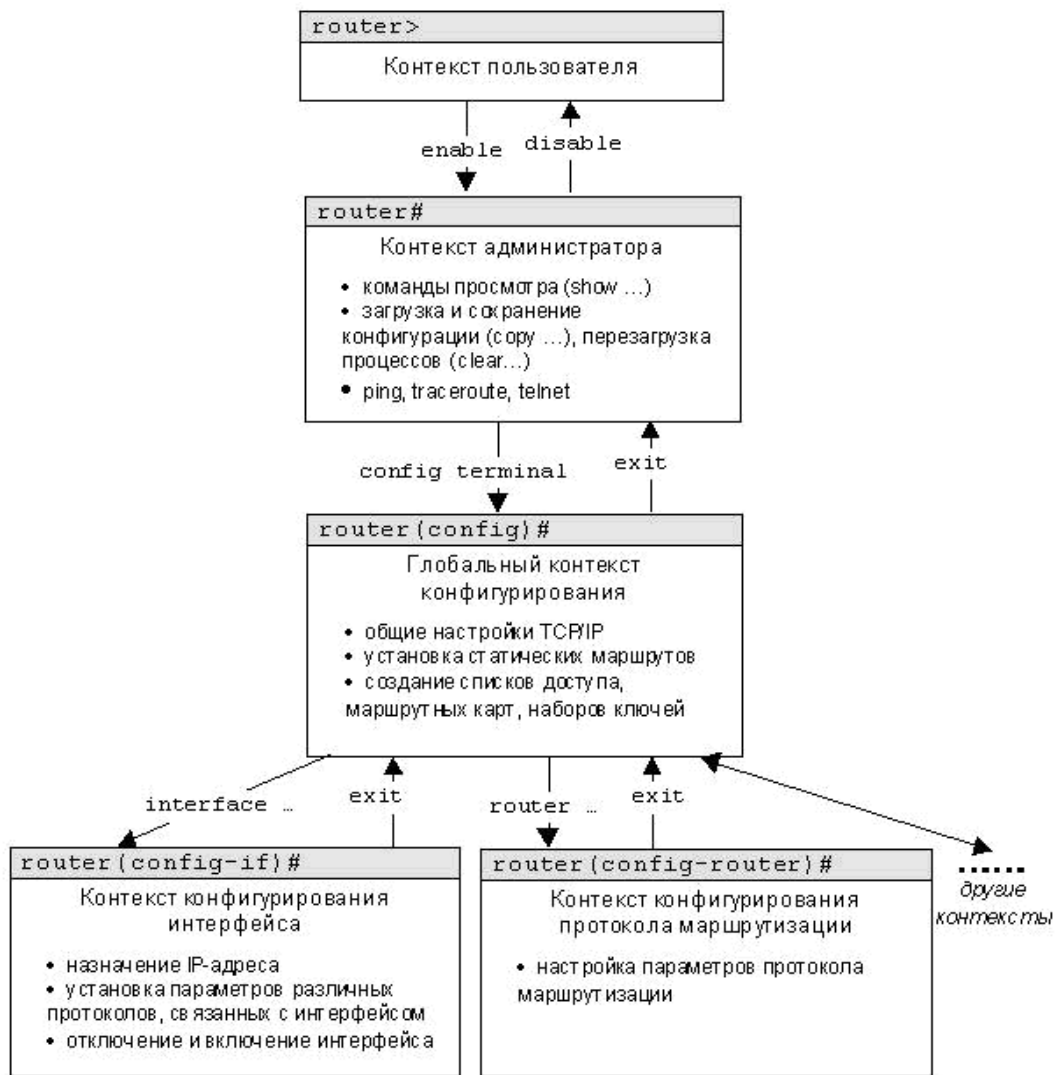 router>
Контекст пользователя
enable
disable
router#
Контекст администратора
• команды просмотра (show …)
• загрузка и сохранение
конфигурации (copy …), перезагрузка
процессов (clear…)
• ping, traceroute, telnet
config terminal
exit
router(config)#
Глобальный контекст
конфигурирования
• общие настройки TCP/IP
• установка статических маршрутов
• создание списков доступа,
маршрутных карт, наборов ключей
interface …
exit
router …
exit
router(config-if)#
Контекст конфигурирования
интерфейса
• назначение IP-адреса
• установка параметров различных
протоколов, связанных с интерфейсом
• отключение и включение интерфейса
router(config-router)#
Контекст конфигурирования
протокола маршрутизации
• настройка параметров протокола
маршрутизации
другие
контексты